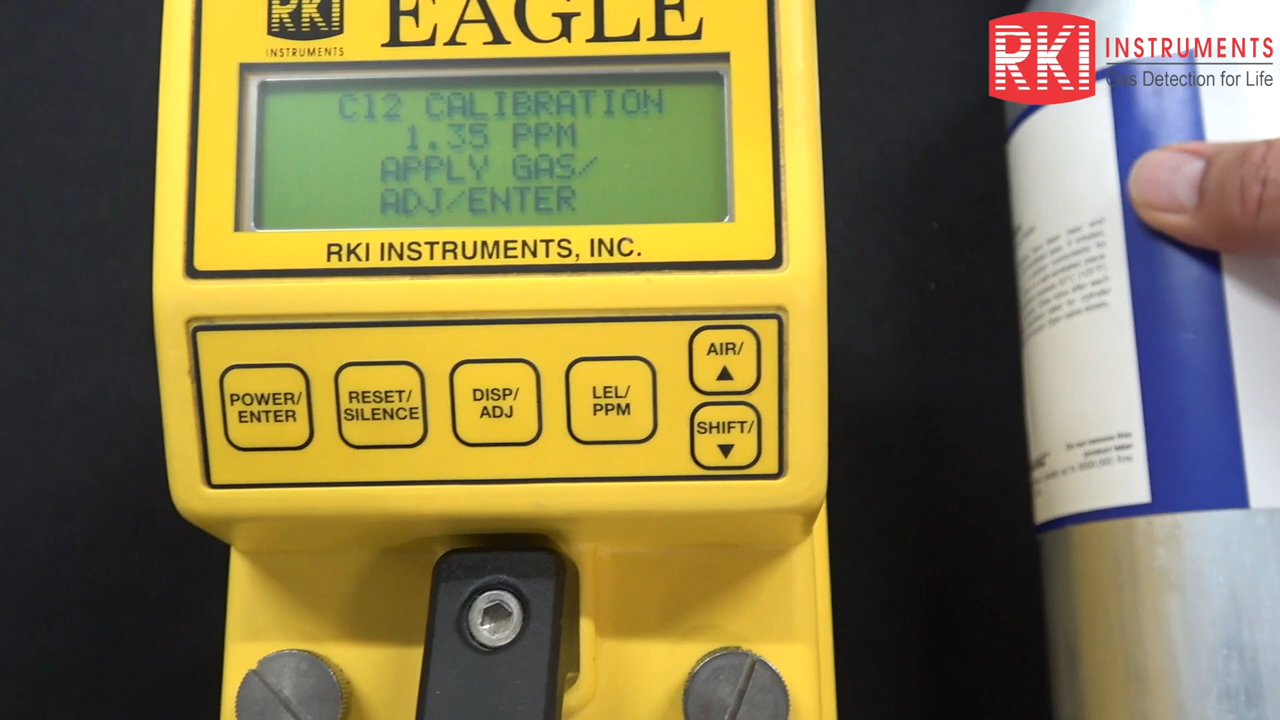 RKI
INSTRUMENTS
EAGLE
Cl2 CALIBRATION
1.35 PPM
APPLY GAS/
ADJ/ENTER
RKI INSTRUMENTS, INC.
POWER/
ENTER
RESET/
SILENCE
DISP/
ADJ
LEL/
PPM
AIR/
▲
SHIFT/
▼
RKI INSTRUMENTS
Gas Detection for Life